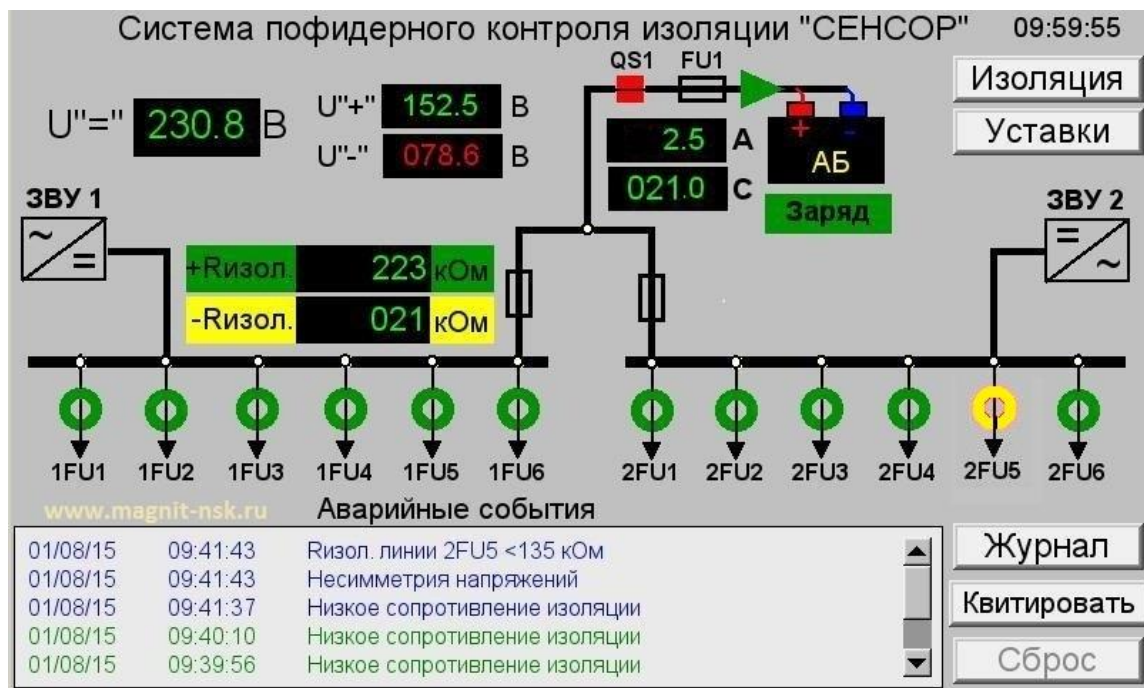 Система пофидерного контроля изоляции "СЕНСОР" 09:59:55
QS1 FU1
Изоляция
U"=" 230.8 В
U"+" 152.5 В
U"-" 078.6 В
2.5 А
021.0 С
+ -
АБ
Заряд
Уставки
ЗВУ 1
ЗВУ 2
+Rизол. 223 кОм
-Rизол. 021 кОм
1FU1 1FU2 1FU3 1FU4 1FU5 1FU6 2FU1 2FU2 2FU3 2FU4 2FU5 2FU6
www.magnit-nsk.ru
Аварийные события
01/08/15 09:41:43 Rизол. линии 2FU5 <135 кОм
01/08/15 09:41:43 Несимметрия напряжений
01/08/15 09:41:37 Низкое сопротивление изоляции
01/08/15 09:40:10 Низкое сопротивление изоляции
01/08/15 09:39:56 Низкое сопротивление изоляции
Журнал
Квитировать
Сброс